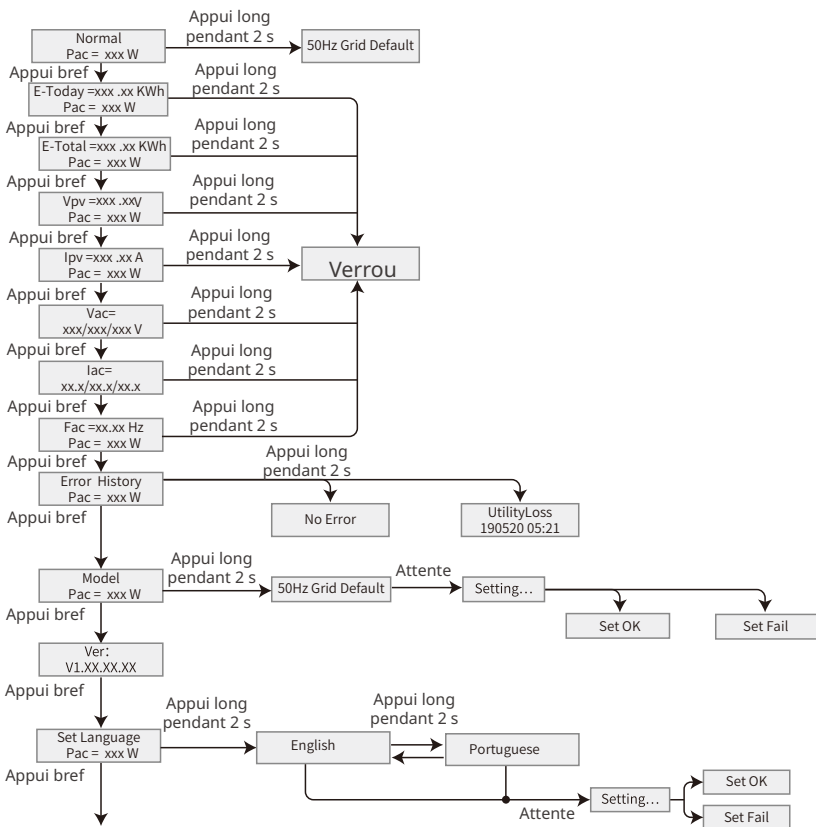 Appui long
pendant 2 s
Normal
Pac = xxx W
50Hz Grid Default
Appui bref
Appui long
pendant 2 s
E-Today =xxx .xx KWh
Pac = xxx W
Appui bref
Appui long
pendant 2 s
E-Total =xxx .xx KWh
Pac = xxx W
Appui bref
Appui long
pendant 2 s
Vpv =xxx .xxV
Pac = xxx W
Appui bref
Appui long
pendant 2 s
Ipv =xxx .xx A
Pac = xxx W
Verrou
Appui bref
Appui long
pendant 2 s
Vac=
xxx/xxx/xxx V
Appui bref
Appui long
pendant 2 s
Iac=
xx.x/xx.x/xx.x
Appui bref
Appui long
pendant 2 s
Fac =xx.xx Hz
Pac = xxx W
Appui bref
Appui long
pendant 2 s
Error History
Pac = xxx W
Appui bref
No Error
UtilityLoss
190520 05:21
Appui long
pendant 2 s
Model
Pac = xxx W
50Hz Grid Default
Attente
Setting...
Set OK
Set Fail
Appui bref
Ver:
V1.XX.XX.XX
Appui bref
Appui long
pendant 2 s
Appui long
pendant 2 s
Set Language
Pac = xxx W
English
Portuguese
Appui bref
Attente
Setting...
Set OK
Set Fail